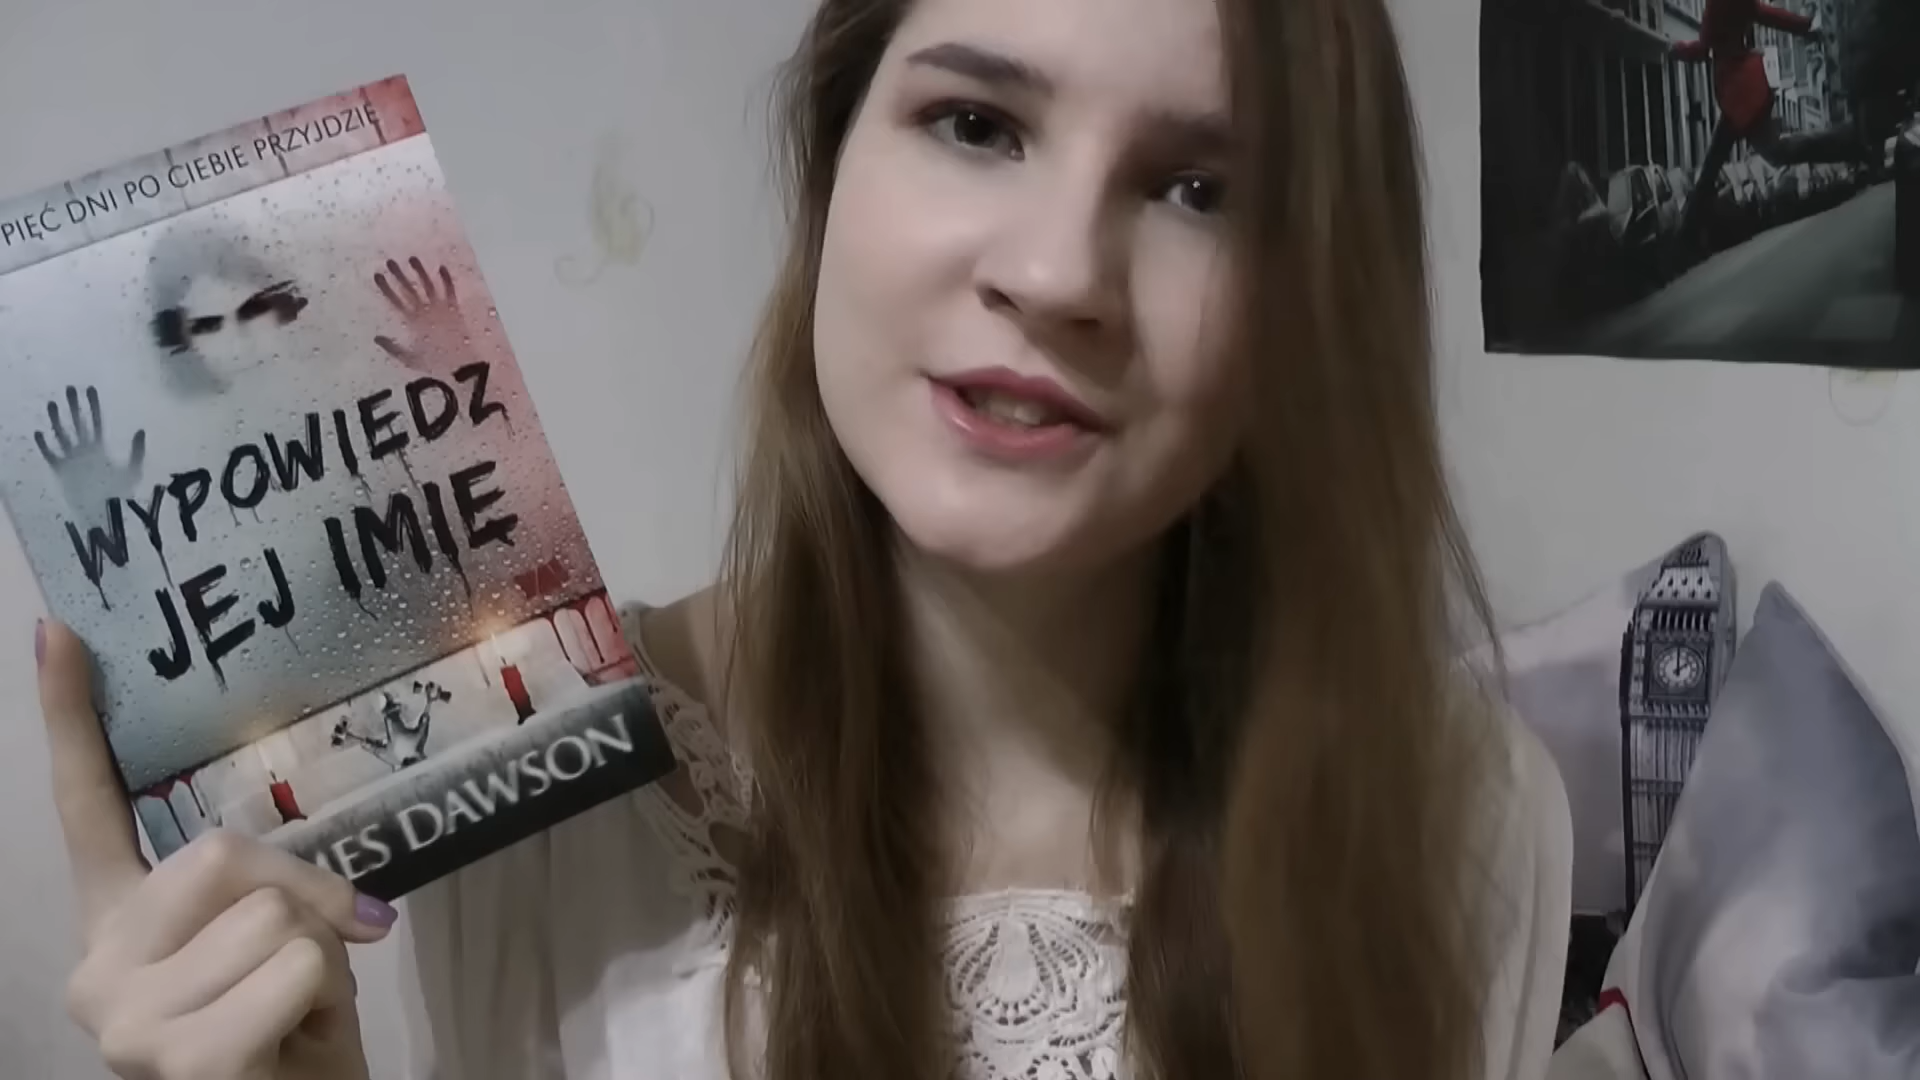 PIĘĆ DNI PO CIEBIE PRZYJDZIE
WYPOWIEDZ
JEJ IMIĘ
MES DAWSON